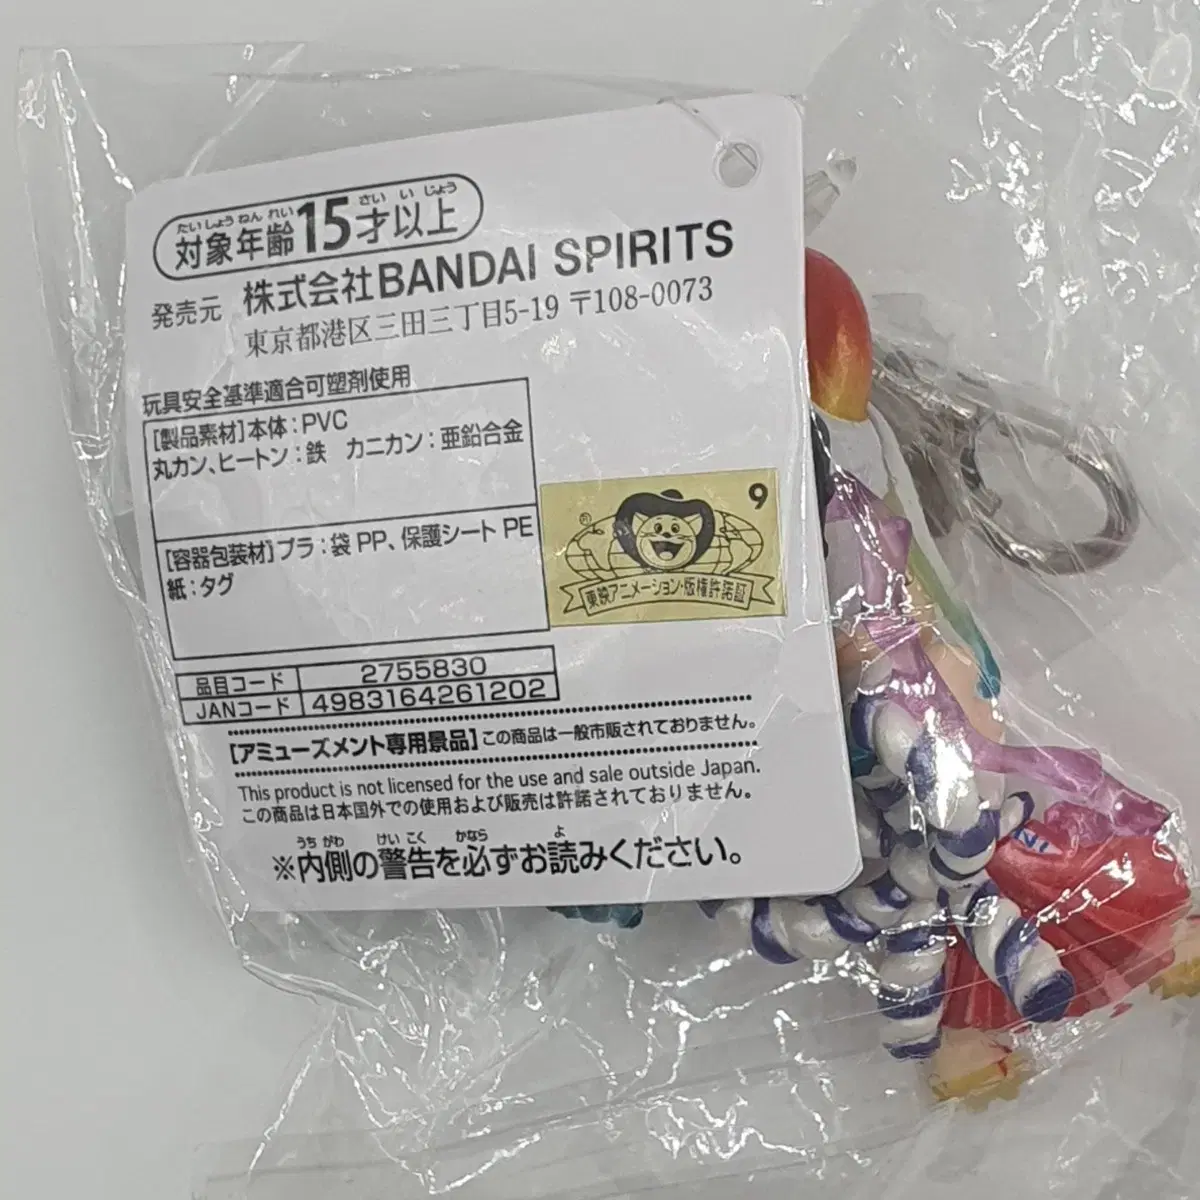 たいしょうねんれい さい い じょう
対象年齢15才以上
発売元 株式会社BANDAI SPIRITS
東京都港区三田三丁目5-19 〒108-0073
玩具安全基準適合可塑剤使用
[製品素材]本体:PVC
丸カン、ヒートン:鉄 カニカン:亜鉛合金
[容器包装材]プラ:袋 PP、保護シート PE
紙:タグ
9
®
東映アニメーション・版権許諾証
品目コード 2755830
JANコード 4983164261202
[アミューズメント専用景品]この商品は一般市販されておりません。
This product is not licensed for the use and sale outside Japan.
この商品は日本国外での使用および販売は許諾されておりません。
うちがわ けいこく かなら よ
※内側の警告を必ずお読みください。